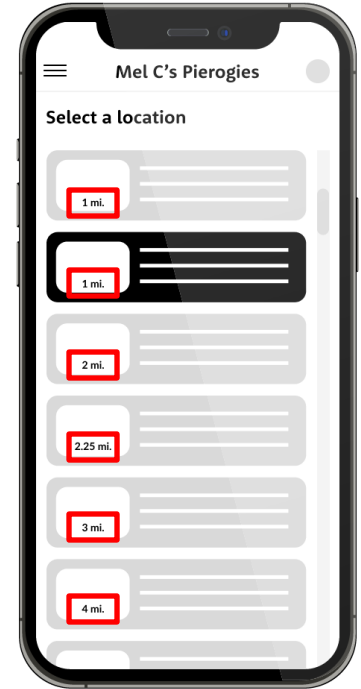 Mel C's Pierogies
Select a location
1 mi.
1 mi.
2 mi.
2.25 mi.
3 mi.
4 mi.